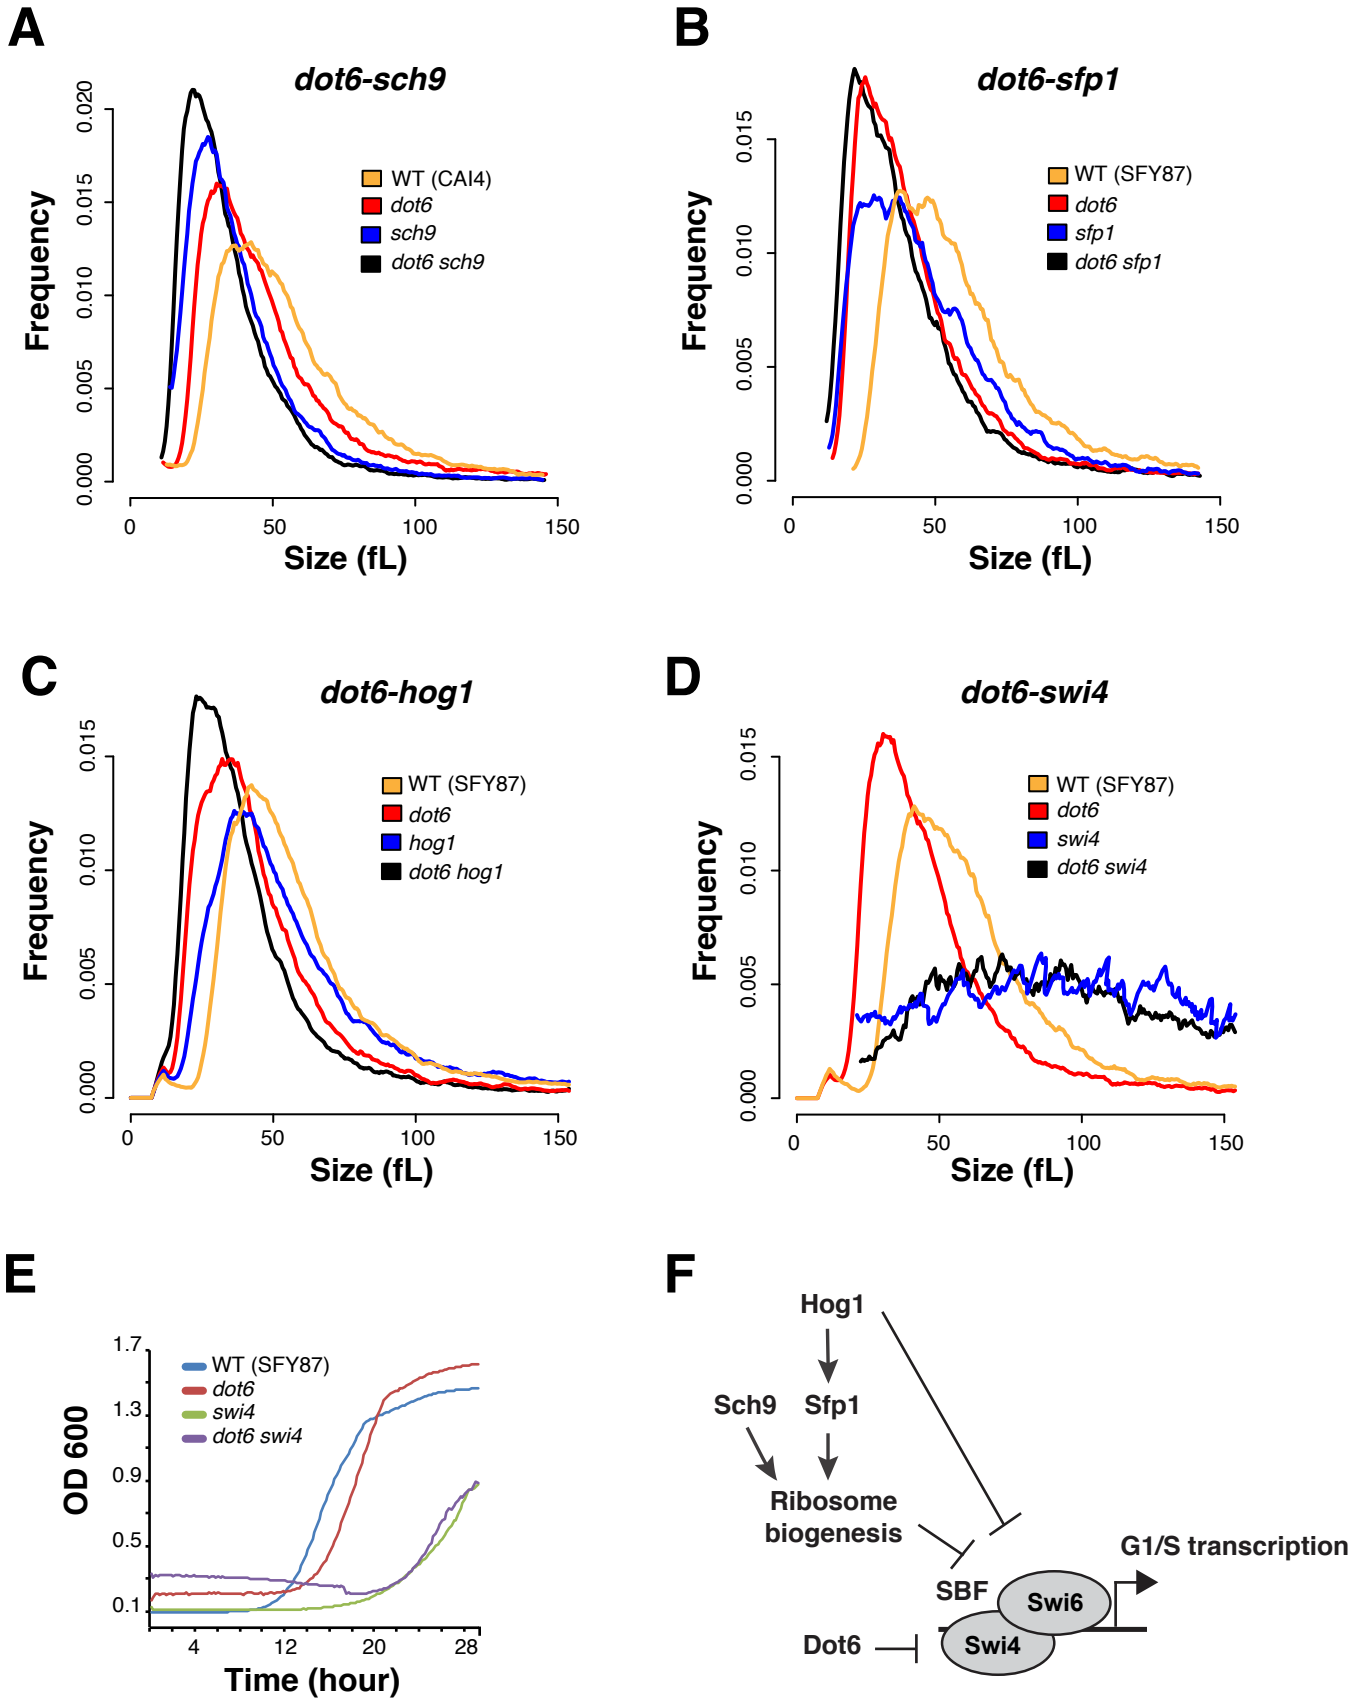 A
dot6-sch9
Frequency
0.000
0.005
0.010
0.015
0.020
WT (CAI4)
dot6
sch9
dot6 sch9
0
50
100
150
Size (fL)
B
dot6-sfp1
Frequency
0.000
0.005
0.010
0.015
WT (SFY87)
dot6
sfp1
dot6 sfp1
0
50
100
150
Size (fL)
C
dot6-hog1
Frequency
0.000
0.005
0.010
0.015
WT (SFY87)
dot6
hog1
dot6 hog1
0
50
100
150
Size (fL)
D
dot6-swi4
Frequency
0.000
0.005
0.010
0.015
WT (SFY87)
dot6
swi4
dot6 swi4
0
50
100
150
Size (fL)
E
OD 600
1.7
1.3
0.9
0.5
0.1
WT (SFY87)
dot6
swi4
dot6 swi4
4
12
20
28
Time (hour)
F
Hog1
Sch9
Sfp1
Ribosome
biogenesis
G1/S transcription
SBF
Swi6
Dot6
Swi4